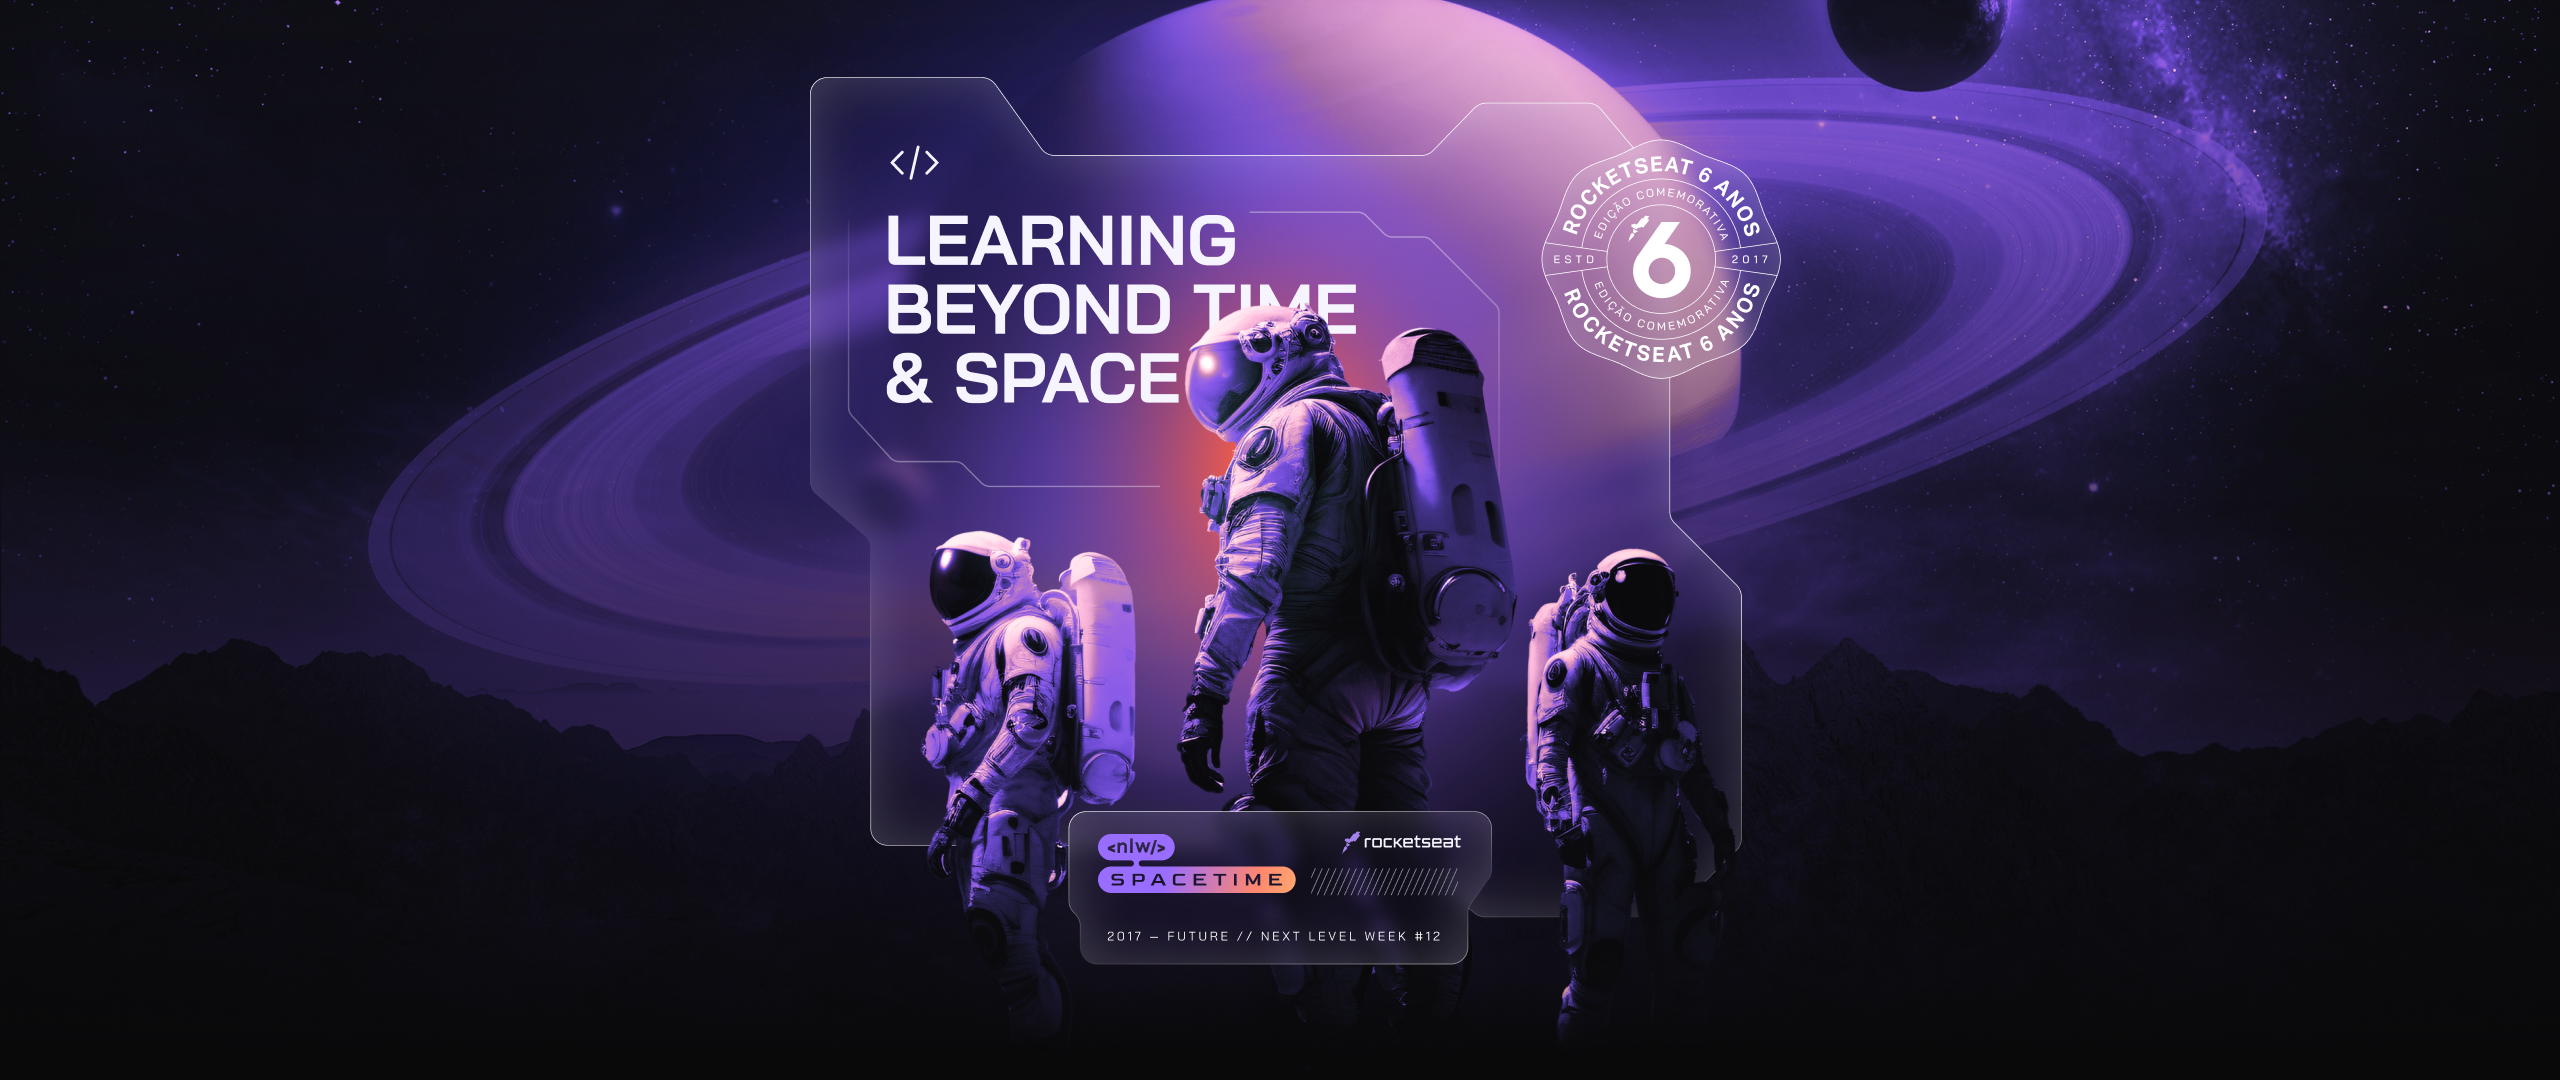 </>
LEARNING
BEYOND TIME
& SPACE
ROCKETSEAT 6 ANOS
EDIÇÃO COMEMORATIVA
ESTD
6
2017
EDIÇÃO COMEMORATIVA
ROCKETSEAT 6 ANOS
<nlw/>
rocketseat
SPACETIME
2017 – FUTURE // NEXT LEVEL WEEK #12